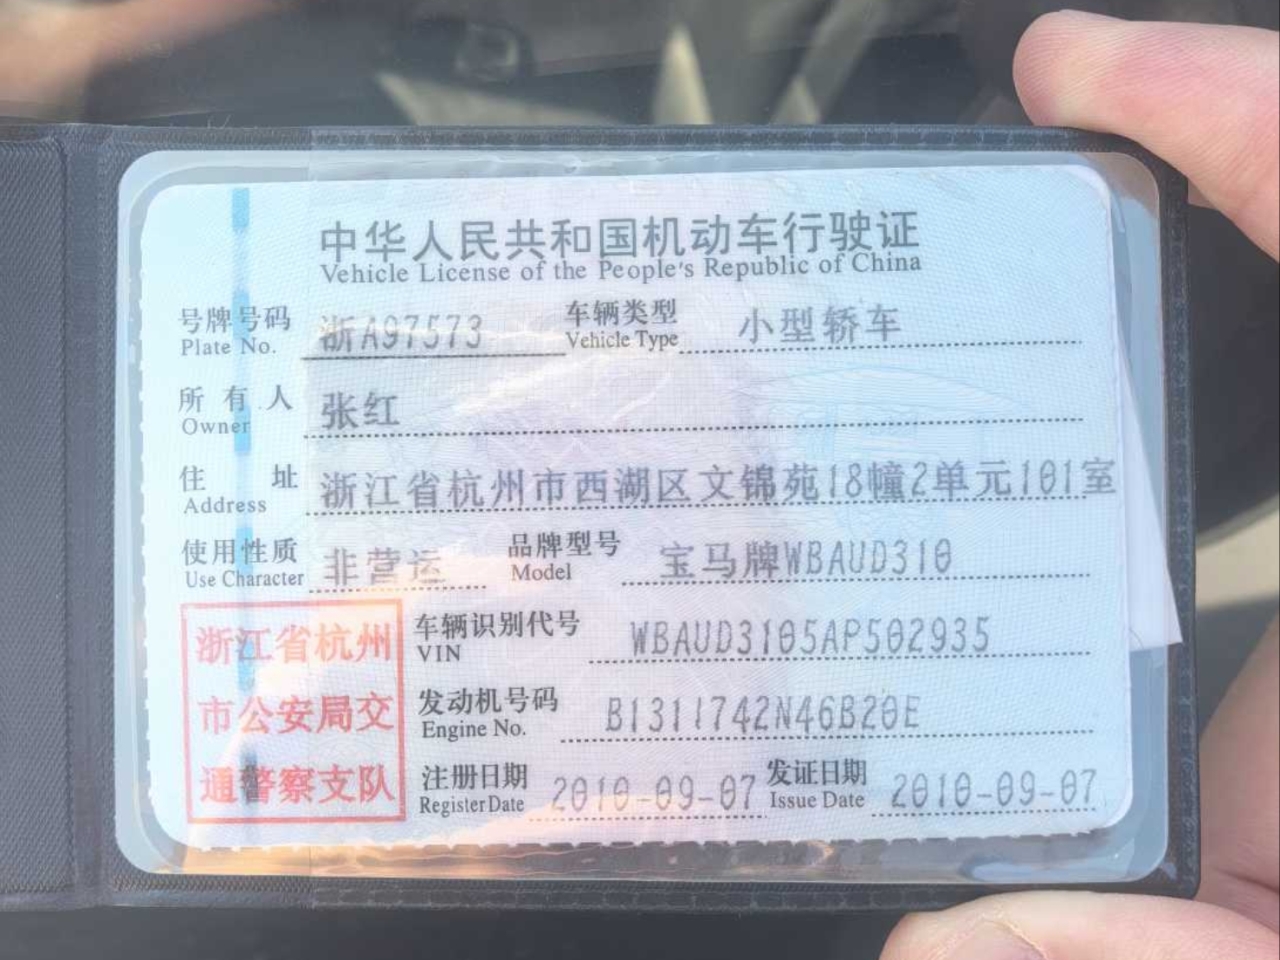 中华人民共和国机动车行驶证
Vehicle License of the People's Republic of China
号牌号码 浙A97573 车辆类型 小型轿车
Plate No. Vehicle Type
所有人 张红
Owner
住址 浙江省杭州市西湖区文锦苑18幢2单元101室
Address
使用性质 非营运 品牌型号 宝马牌WBAUD310
Use Character Model
浙江省杭州
市公安局交
通警察支队
车辆识别代号 WBAUD3105AP502935
VIN
发动机号码 B1311742N46B20E
Engine No.
注册日期 2010-09-07 发证日期 2010-09-07
Register Date Issue Date